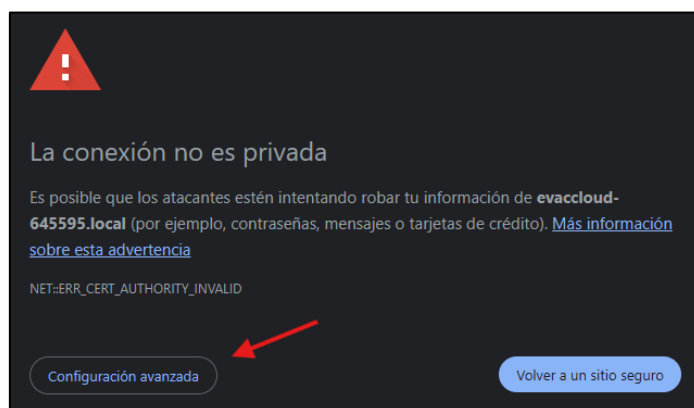 La conexión no es privada
Es posible que los atacantes estén intentando robar tu información de evaccloud-
645595.local (por ejemplo, contraseñas, mensajes o tarjetas de crédito). Más información
sobre esta advertencia
NET::ERR_CERT_AUTHORITY_INVALID
Configuración avanzada
Volver a un sitio seguro